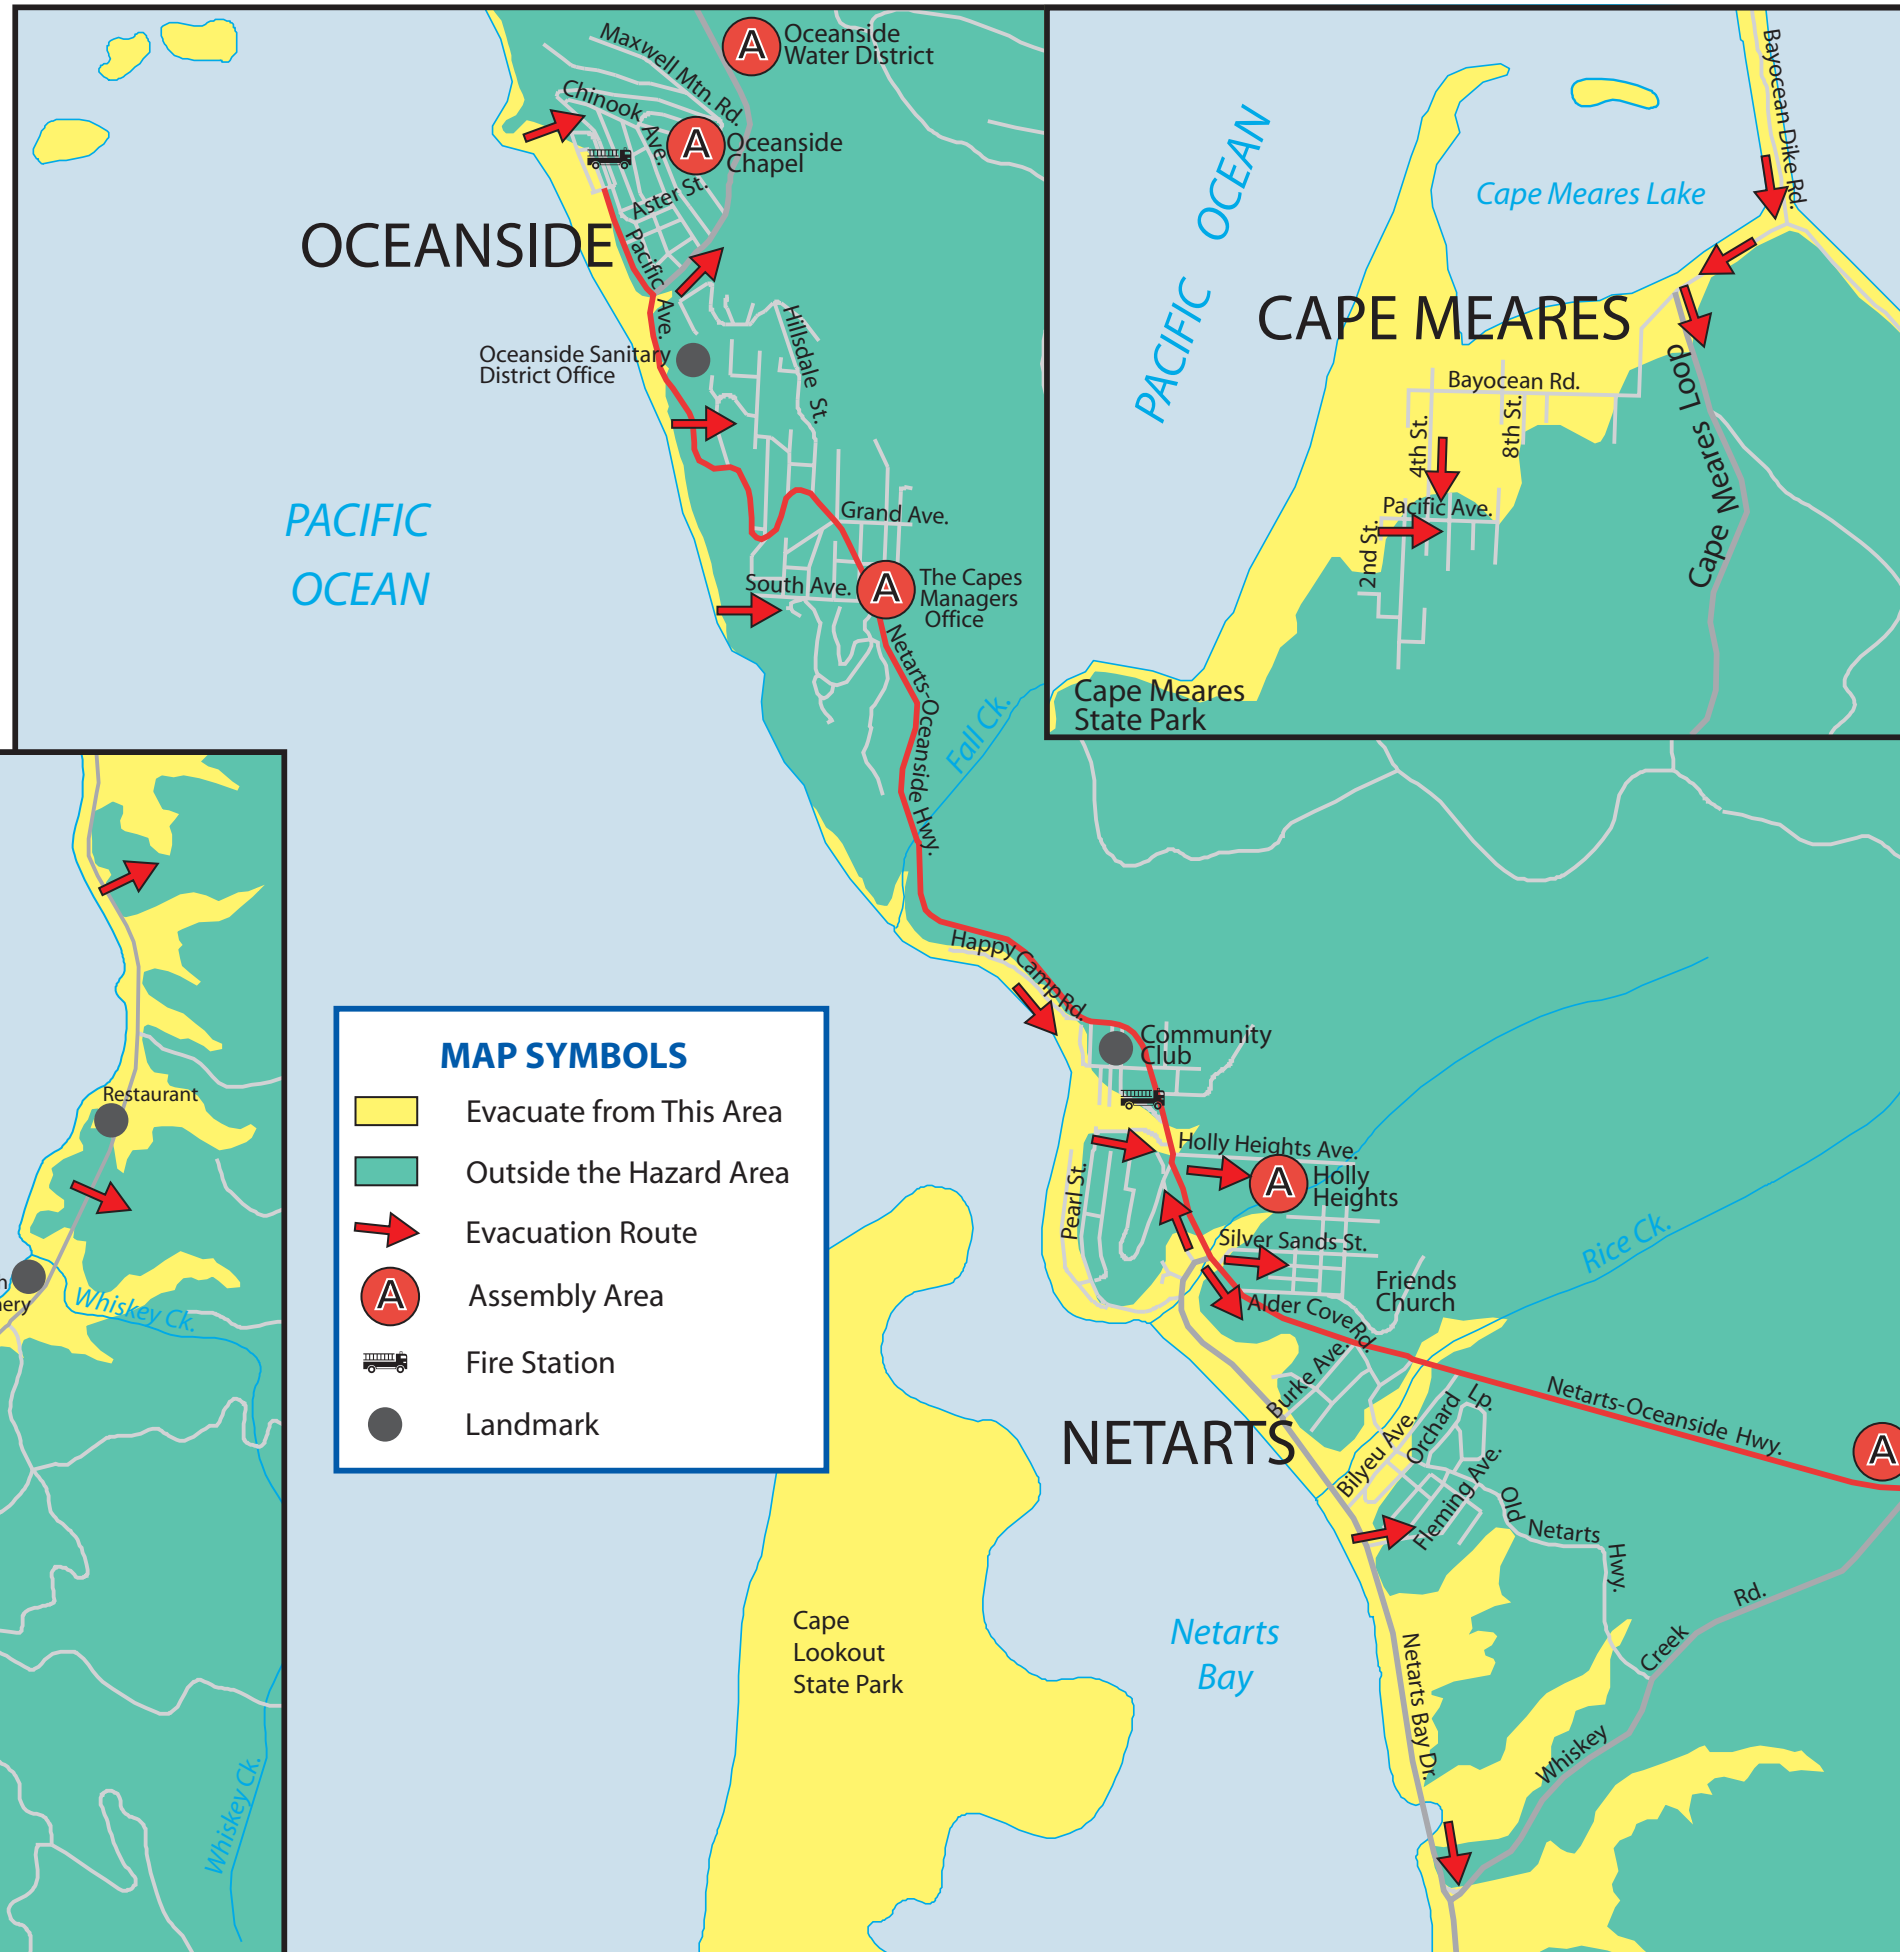 Oceanside
Water District
Maxwell Mtn. Rd.
Chinook Ave.
A
A
Oceanside
Chapel
Aster St.
OCEANSIDE
Pacific Ave.
Hillsdale St.
Oceanside Sanitary
District Office
PACIFIC
OCEAN
Grand Ave.
South Ave.
A
The Capes
Managers
Office
Netarts-Oceanside Hwy.
Fall Ck.
PACIFIC OCEAN
Bayocean Dike Rd.
Cape Meares Lake
CAPE MEARES
Bayocean Rd.
4th St.
8th St.
Pacific Ave.
2nd St.
Cape Meares Loop
Cape Meares
State Park
Restaurant
Whiskey Ck.
Whiskey Ck.
MAP SYMBOLS
Evacuate from This Area
Outside the Hazard Area
Evacuation Route
A
Assembly Area
Fire Station
Landmark
Happy Camp Rd.
Community
Club
Holly Heights Ave.
A
Holly
Heights
Pearl St.
Silver Sands St.
Friends
Church
Alder Cove Rd.
Rice Ck.
Burke Ave.
NETARTS
Bilyeu Ave.
Orchard Lp.
Fleming Ave.
Netarts-Oceanside Hwy.
A
Old Netarts Hwy.
Cape
Lookout
State Park
Netarts
Bay
Netarts Bay Dr.
Whiskey Creek Rd.